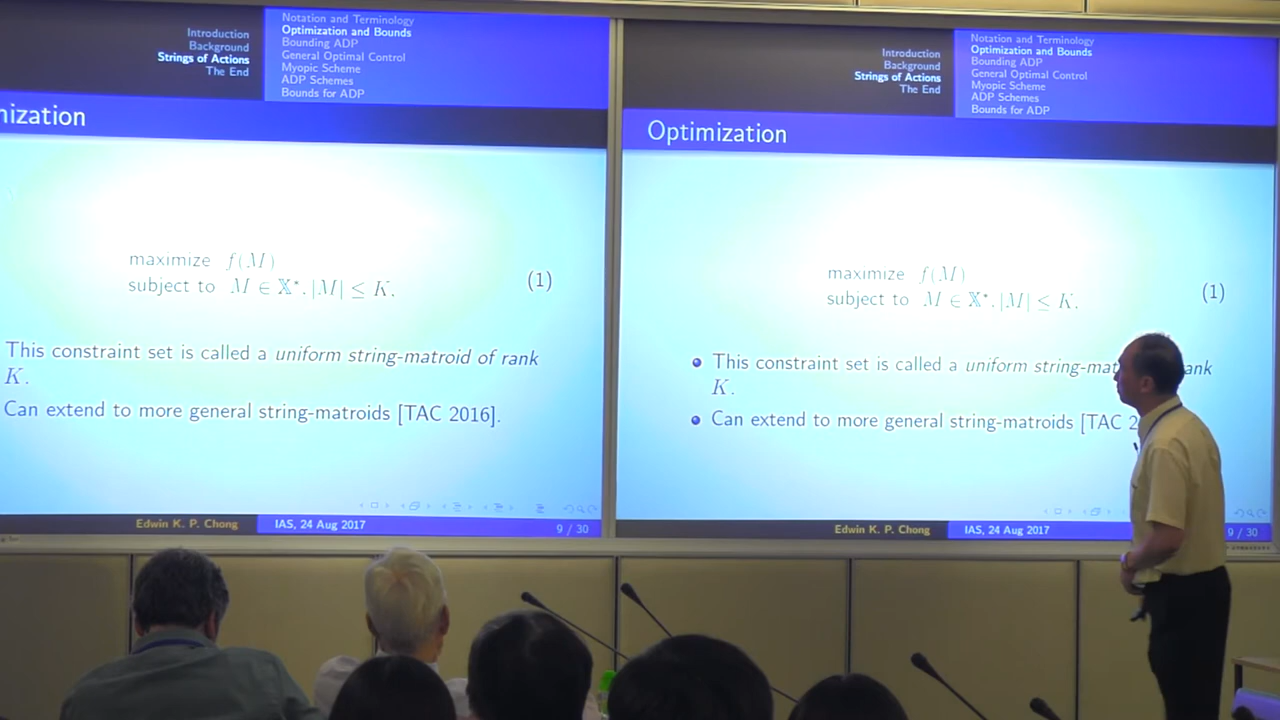 Introduction
Background
Strings of Actions
The End
Notation and Terminology
Optimization and Bounds
Bounding ADP
General Optimal Control
Myopic Scheme
ADP Schemes
Bounds for ADP
nization
maximize f(M)
subject to M ∈ 𝕏*, |M| ≤ K.
(1)
This constraint set is called a uniform string-matroid of rank
K.
Can extend to more general string-matroids [TAC 2016].
Edwin K. P. Chong
IAS, 24 Aug 2017
9 / 30
Introduction
Background
Strings of Actions
The End
Notation and Terminology
Optimization and Bounds
Bounding ADP
General Optimal Control
Myopic Scheme
ADP Schemes
Bounds for ADP
Optimization
maximize f(M)
subject to M ∈ 𝕏*, |M| ≤ K.
(1)
This constraint set is called a uniform string-mat ank
K.
Can extend to more general string-matroids [TAC 2
Edwin K. P. Chong
IAS, 24 Aug 2017
9 / 30